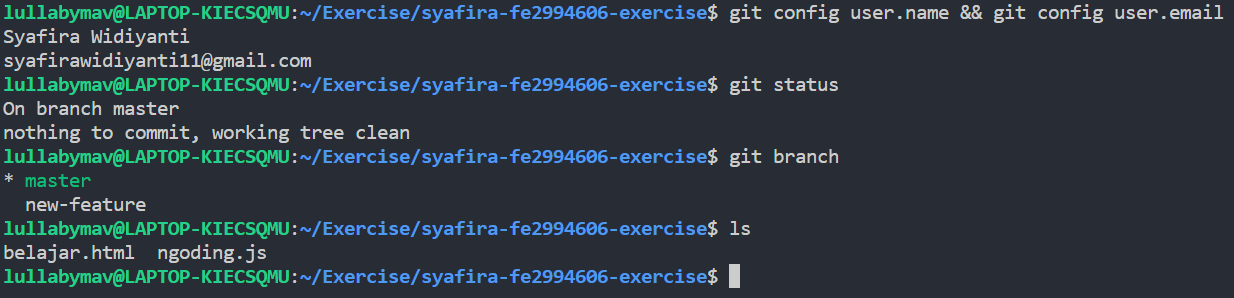 lullabymav@LAPTOP-KIECSQMU:~/Exercise/syafira-fe2994606-exercise$ git config user.name && git config user.email
Syafira Widiyanti
syafirawidiyanti11@gmail.com
lullabymav@LAPTOP-KIECSQMU:~/Exercise/syafira-fe2994606-exercise$ git status
On branch master
nothing to commit, working tree clean
lullabymav@LAPTOP-KIECSQMU:~/Exercise/syafira-fe2994606-exercise$ git branch
* master
  new-feature
lullabymav@LAPTOP-KIECSQMU:~/Exercise/syafira-fe2994606-exercise$ ls
belajar.html  ngoding.js
lullabymav@LAPTOP-KIECSQMU:~/Exercise/syafira-fe2994606-exercise$